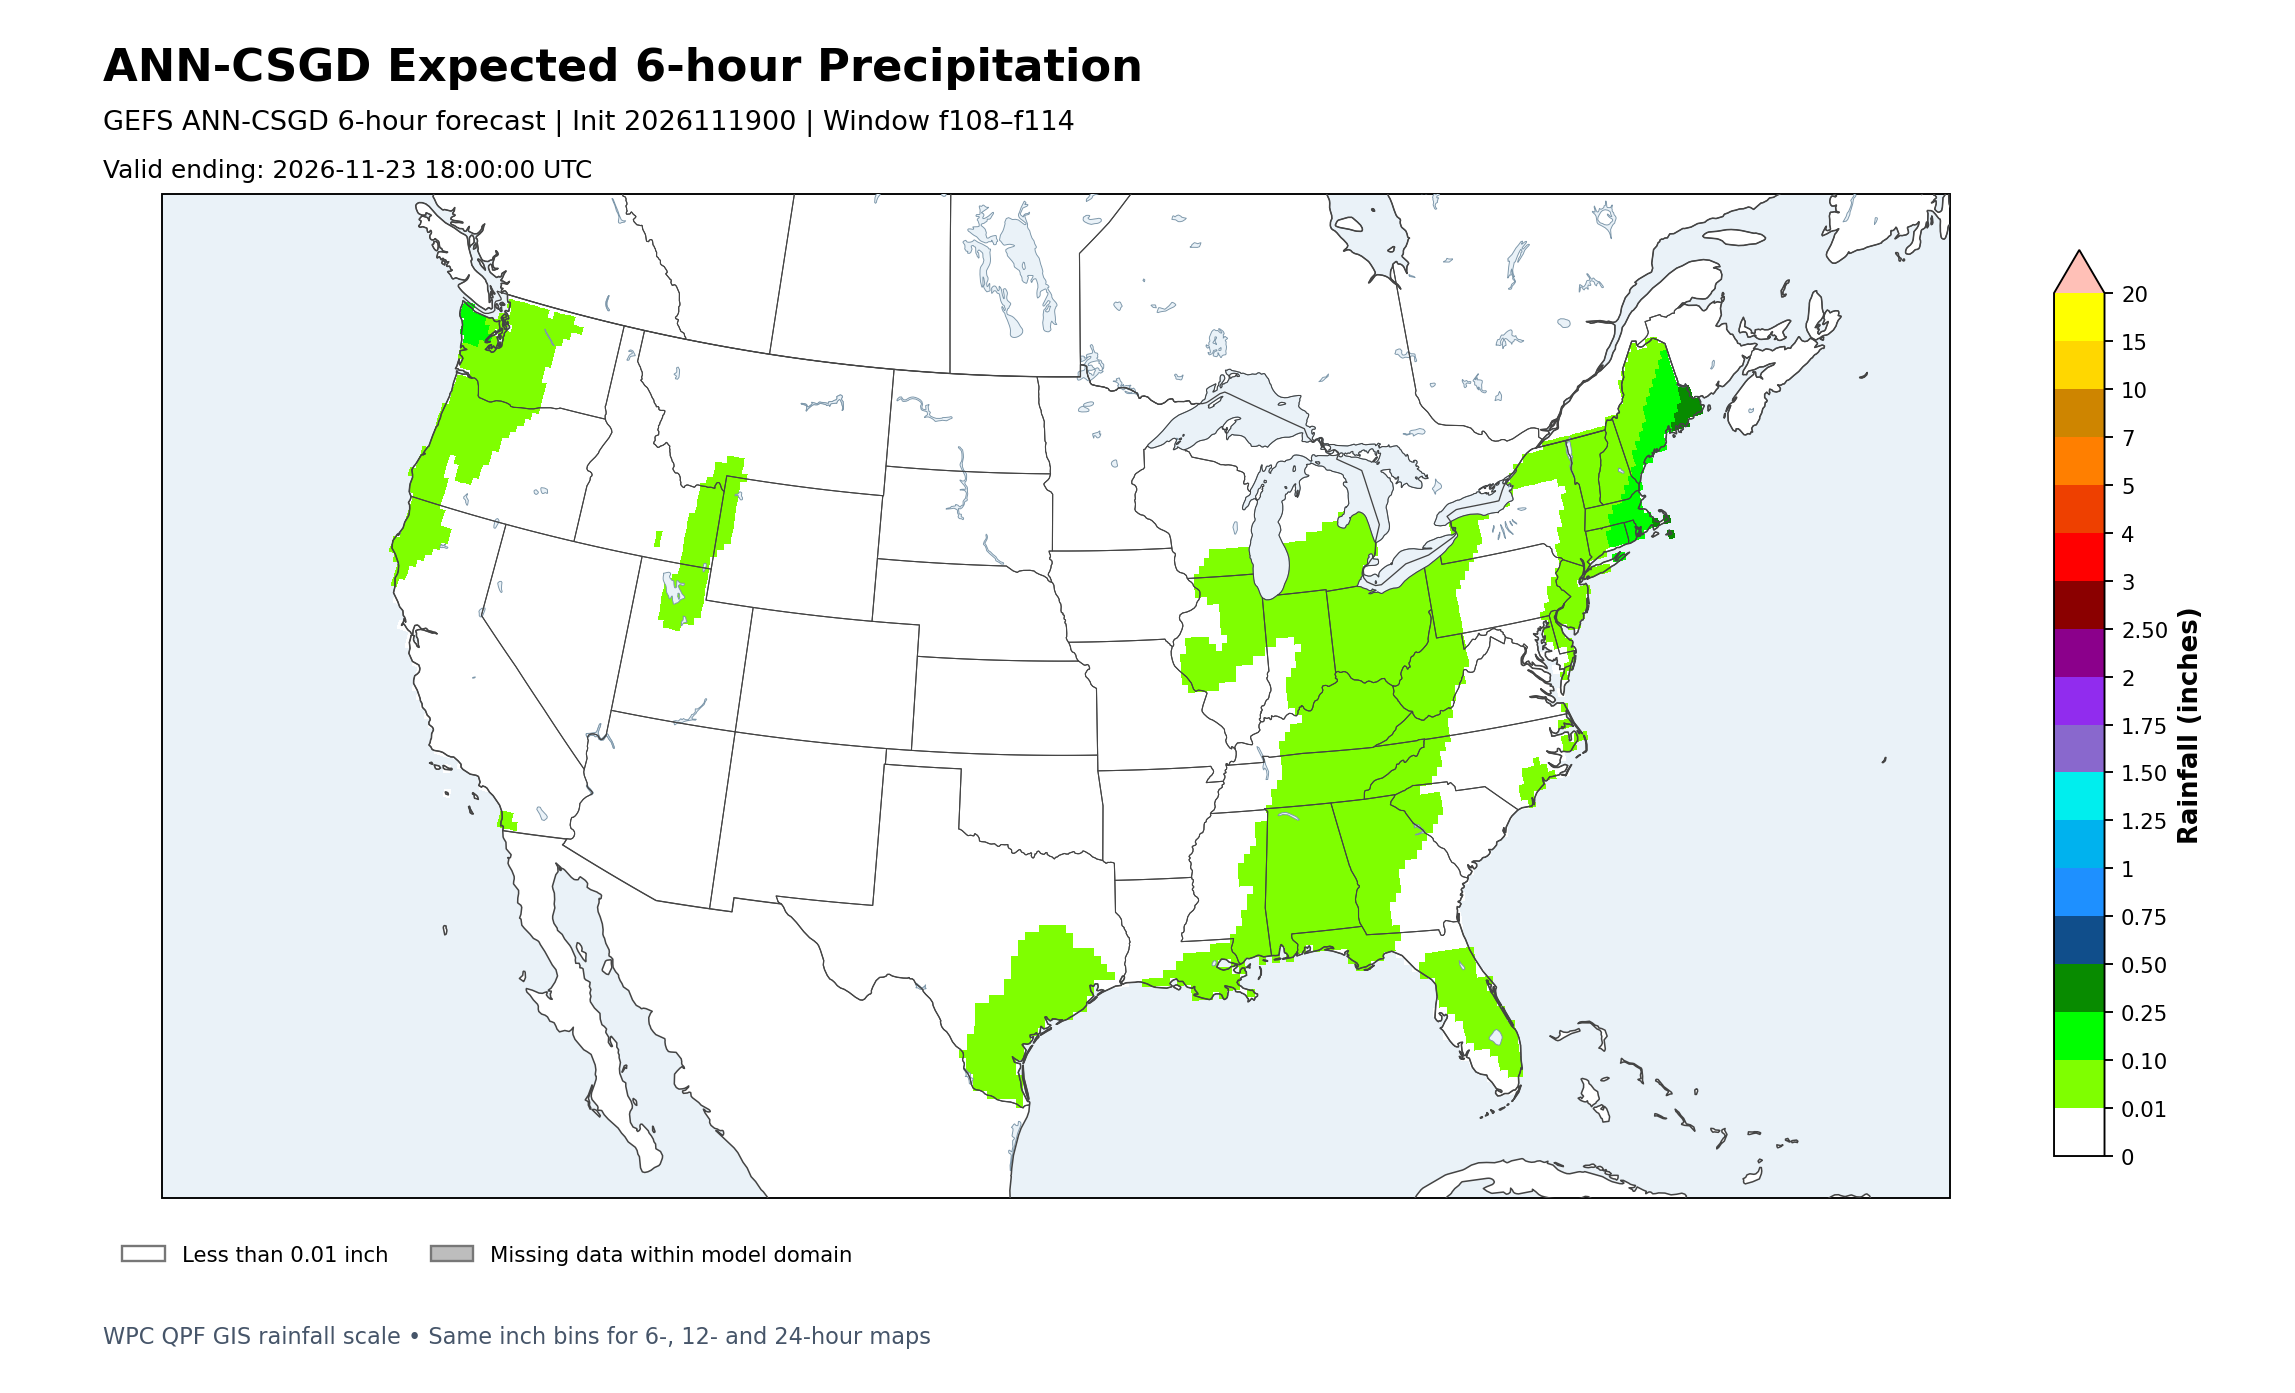 ANN-CSGD Expected 6-hour Precipitation
GEFS ANN-CSGD 6-hour forecast | Init 2026111900 | Window f108–f114
Valid ending: 2026-11-23 18:00:00 UTC
20
15
10
7
5
4
3
2.50
2
1.75
1.50
1.25
1
0.75
0.50
0.25
0.10
0.01
0
Rainfall (inches)
Less than 0.01 inch
Missing data within model domain
WPC QPF GIS rainfall scale • Same inch bins for 6-, 12- and 24-hour maps